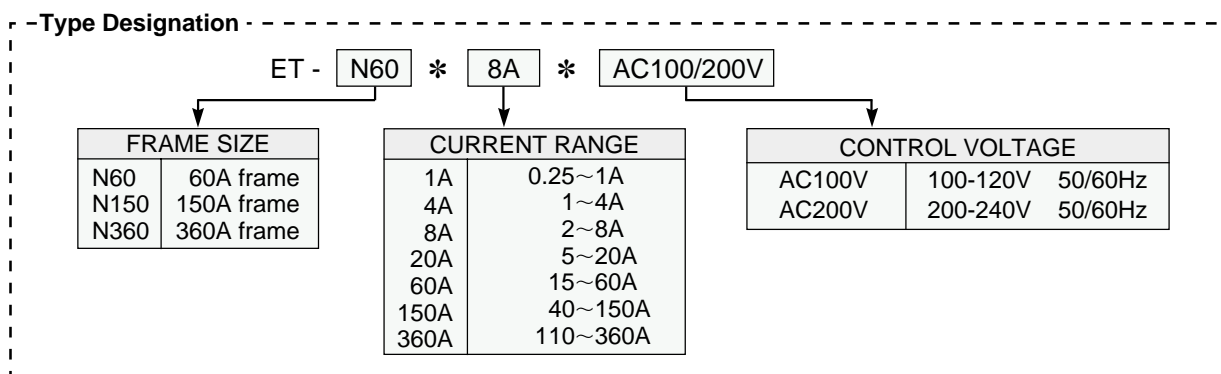 Type Designation
ET - N60 * 8A * AC100/200V
FRAME SIZE
N60 60A frame
N150 150A frame
N360 360A frame
CURRENT RANGE
1A 0.25~1A
4A 1~4A
8A 2~8A
20A 5~20A
60A 15~60A
150A 40~150A
360A 110~360A
CONTROL VOLTAGE
AC100V 100-120V 50/60Hz
AC200V 200-240V 50/60Hz